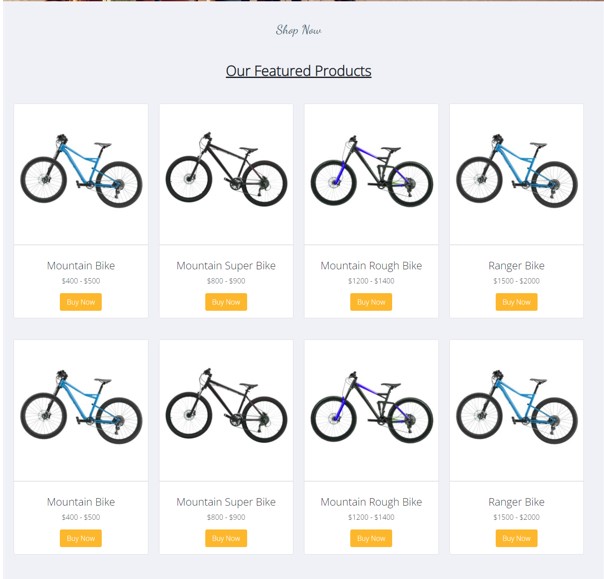 Shop Now
Our Featured Products
Mountain Bike
Mountain Super Bike
Mountain Rough Bike
Ranger Bike
$400 - $500
$800 - $900
$1200 - $1400
$1500 - $2000
Buy Now
Buy Now
Buy Now
Buy Now
Mountain Bike
Mountain Super Bike
Mountain Rough Bike
Ranger Bike
$400 - $500
$800 - $900
$1200 - $1400
$1500 - $2000
Buy Now
Buy Now
Buy Now
Buy Now